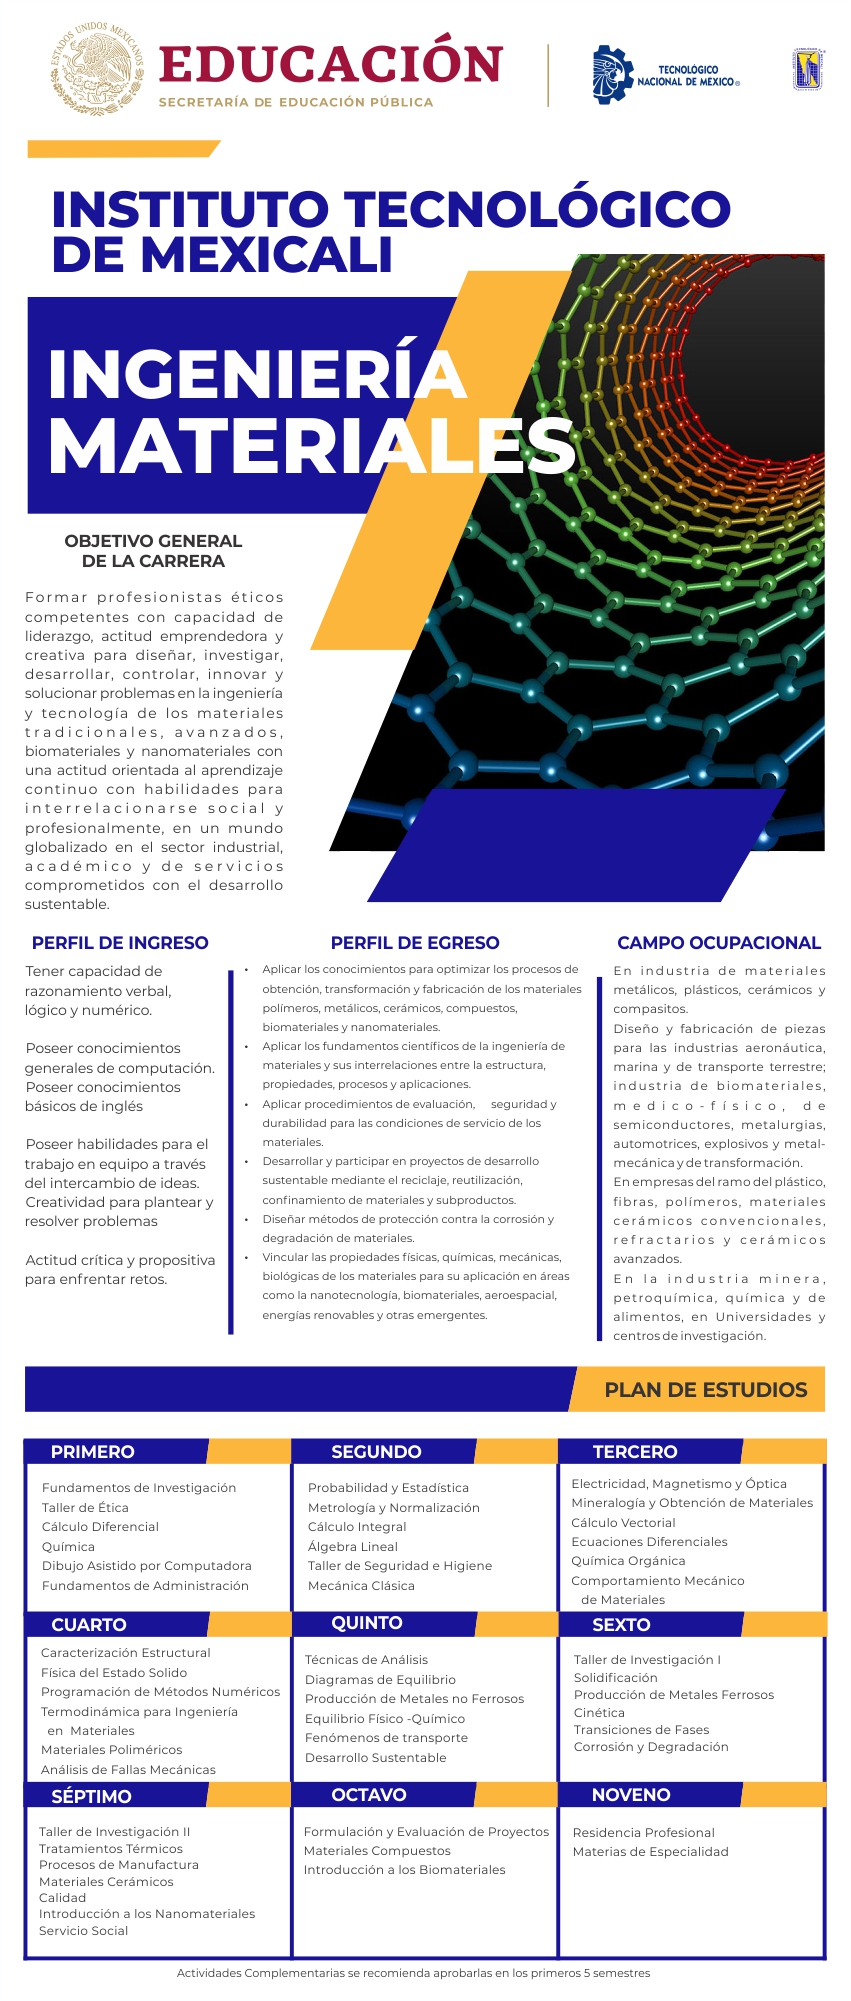 ESTADOS UNIDOS MEXICANOS
EDUCACIÓN
SECRETARÍA DE EDUCACIÓN PÚBLICA
TECNOLÓGICO
NACIONAL DE MEXICO®
INSTITUTO TECNOLÓGICO
DE MEXICALI
INGENIERÍA
MATERIALES
OBJETIVO GENERAL
DE LA CARRERA
Formar profesionistas éticos
competentes con capacidad de
liderazgo, actitud emprendedora y
creativa para diseñar, investigar,
desarrollar, controlar, innovar y
solucionar problemas en la ingeniería
y tecnología de los materiales
tradicionales, avanzados,
biomateriales y nanomateriales con
una actitud orientada al aprendizaje
continuo con habilidades para
interrelacionarse social y
profesionalmente, en un mundo
globalizado en el sector industrial,
académico y de servicios
comprometidos con el desarrollo
sustentable.
PERFIL DE INGRESO
Tener capacidad de
razonamiento verbal,
lógico y numérico.
Poseer conocimientos
generales de computación.
Poseer conocimientos
básicos de inglés
Poseer habilidades para el
trabajo en equipo a través
del intercambio de ideas.
Creatividad para plantear y
resolver problemas
Actitud crítica y propositiva
para enfrentar retos.
PERFIL DE EGRESO
• Aplicar los conocimientos para optimizar los procesos de
obtención, transformación y fabricación de los materiales
polímeros, metálicos, cerámicos, compuestos,
biomateriales y nanomateriales.
• Aplicar los fundamentos científicos de la ingeniería de
materiales y sus interrelaciones entre la estructura,
propiedades, procesos y aplicaciones.
• Aplicar procedimientos de evaluación, seguridad y
durabilidad para las condiciones de servicio de los
materiales.
• Desarrollar y participar en proyectos de desarrollo
sustentable mediante el reciclaje, reutilización,
confinamiento de materiales y subproductos.
• Diseñar métodos de protección contra la corrosión y
degradación de materiales.
• Vincular las propiedades físicas, químicas, mecánicas,
biológicas de los materiales para su aplicación en áreas
como la nanotecnología, biomateriales, aeroespacial,
energías renovables y otras emergentes.
CAMPO OCUPACIONAL
En industria de materiales
metálicos, plásticos, cerámicos y
compasitos.
Diseño y fabricación de piezas
para las industrias aeronáutica,
marina y de transporte terrestre;
industria de biomateriales,
medico-físico, de
semiconductores, metalurgias,
automotrices, explosivos y metal-
mecánica y de transformación.
En empresas del ramo del plástico,
fibras, polímeros, materiales
cerámicos convencionales,
refractarios y cerámicos
avanzados.
En la industria minera,
petroquímica, química y de
alimentos, en Universidades y
centros de investigación.
PLAN DE ESTUDIOS
PRIMERO
Fundamentos de Investigación
Taller de Ética
Cálculo Diferencial
Química
Dibujo Asistido por Computadora
Fundamentos de Administración
SEGUNDO
Probabilidad y Estadística
Metrología y Normalización
Cálculo Integral
Álgebra Lineal
Taller de Seguridad e Higiene
Mecánica Clásica
TERCERO
Electricidad, Magnetismo y Óptica
Mineralogía y Obtención de Materiales
Cálculo Vectorial
Ecuaciones Diferenciales
Química Orgánica
Comportamiento Mecánico
de Materiales
CUARTO
Caracterización Estructural
Física del Estado Solido
Programación de Métodos Numéricos
Termodinámica para Ingeniería
en Materiales
Materiales Poliméricos
Análisis de Fallas Mecánicas
QUINTO
Técnicas de Análisis
Diagramas de Equilibrio
Producción de Metales no Ferrosos
Equilibrio Físico -Químico
Fenómenos de transporte
Desarrollo Sustentable
SEXTO
Taller de Investigación I
Solidificación
Producción de Metales Ferrosos
Cinética
Transiciones de Fases
Corrosión y Degradación
SÉPTIMO
Taller de Investigación II
Tratamientos Térmicos
Procesos de Manufactura
Materiales Cerámicos
Calidad
Introducción a los Nanomateriales
Servicio Social
OCTAVO
Formulación y Evaluación de Proyectos
Materiales Compuestos
Introducción a los Biomateriales
NOVENO
Residencia Profesional
Materias de Especialidad
Actividades Complementarias se recomienda aprobarlas en los primeros 5 semestres